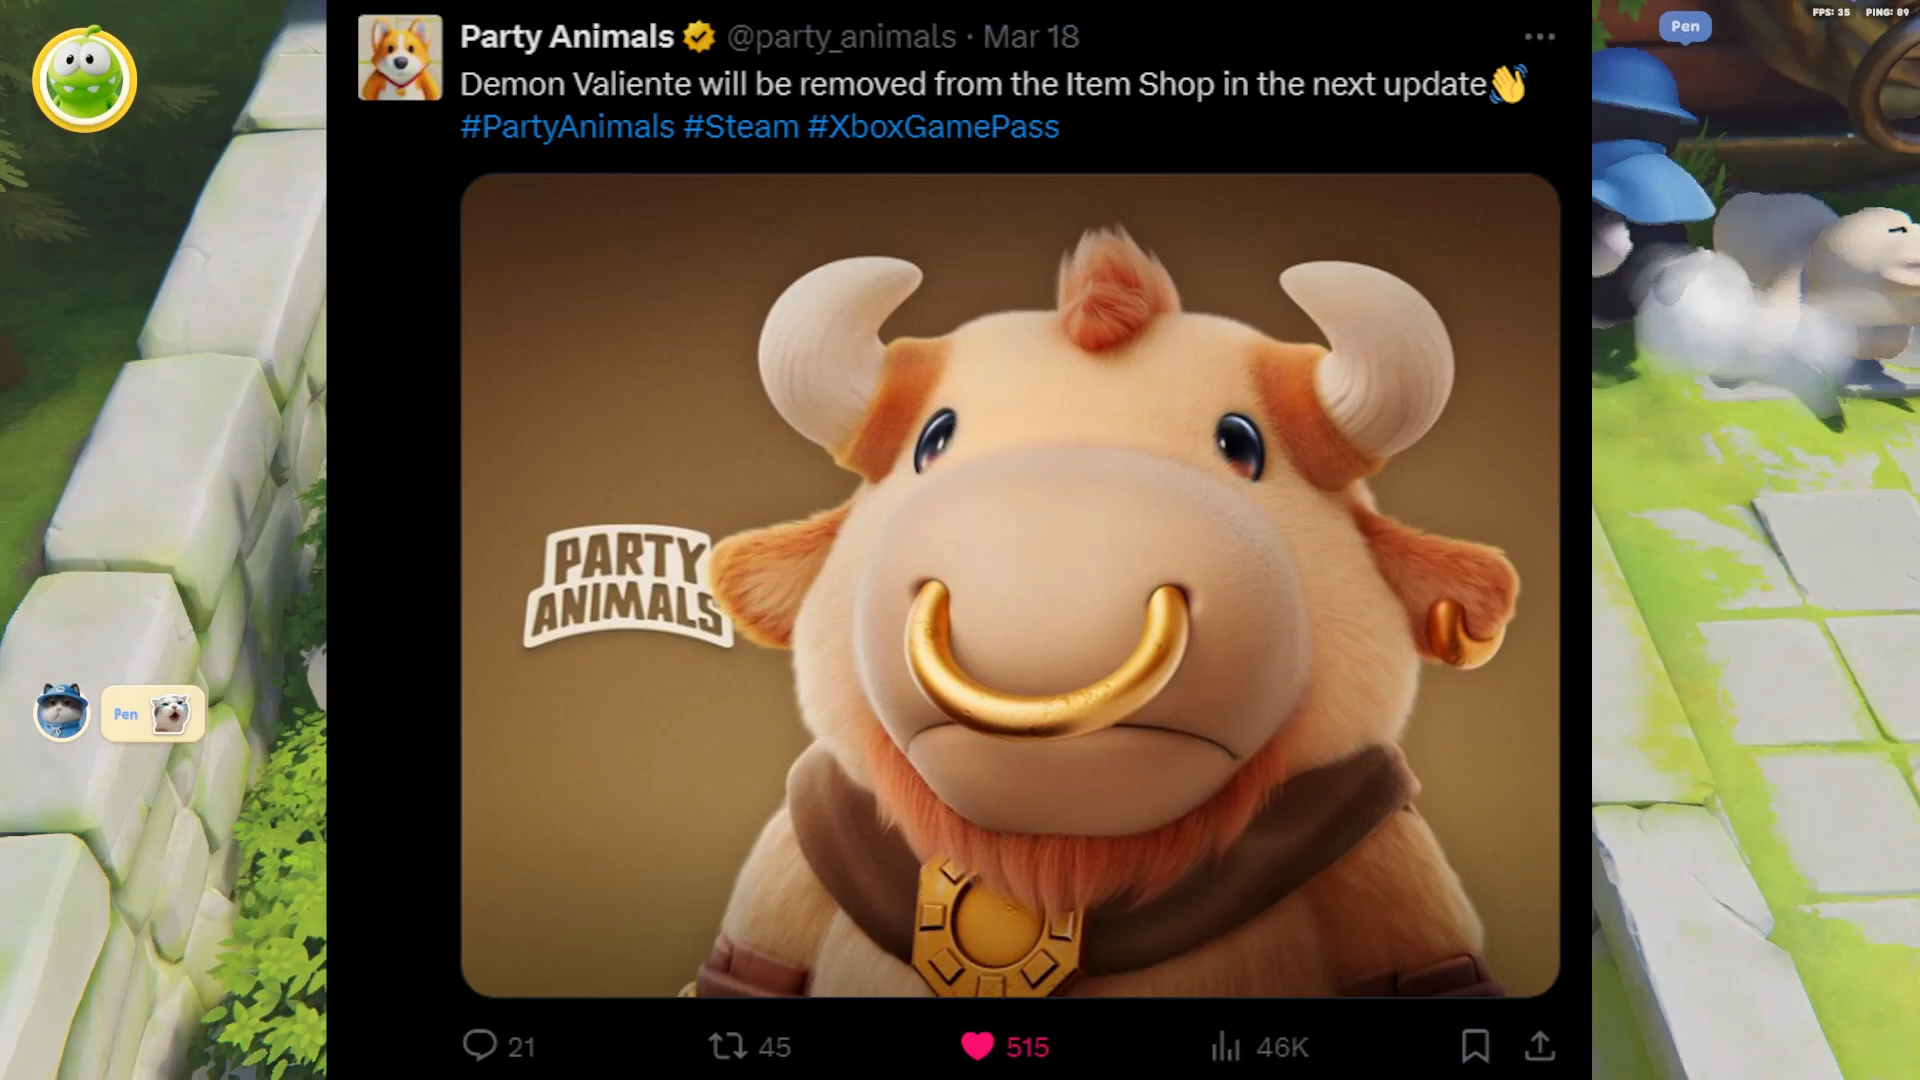 FPS: 35 PING: 89
Pen
Party Animals @party_animals · Mar 18
Demon Valiente will be removed from the Item Shop in the next update👋
#PartyAnimals #Steam #XboxGamePass
PARTY
ANIMALS
Pen
21 45 515 46K